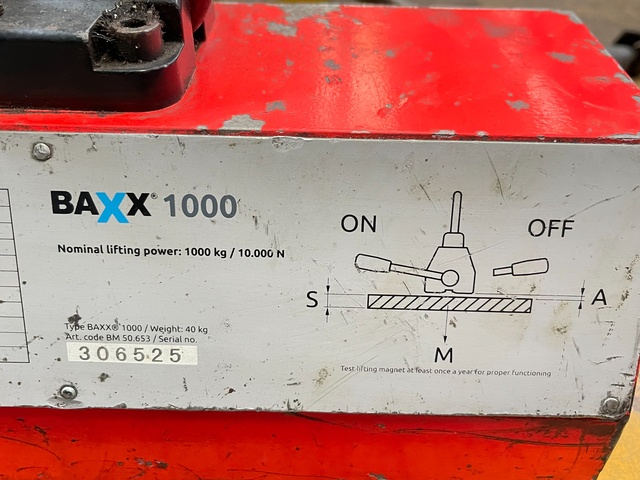 BAXX® 1000
ON
OFF
Nominal lifting power: 1000 kg / 10.000 N
S
A
Type BAXX® 1000 / Weight: 40 kg
Art. code BM 50.653 / Serial no.
306525
M
Test lifting magnet at least once a year for proper functioning